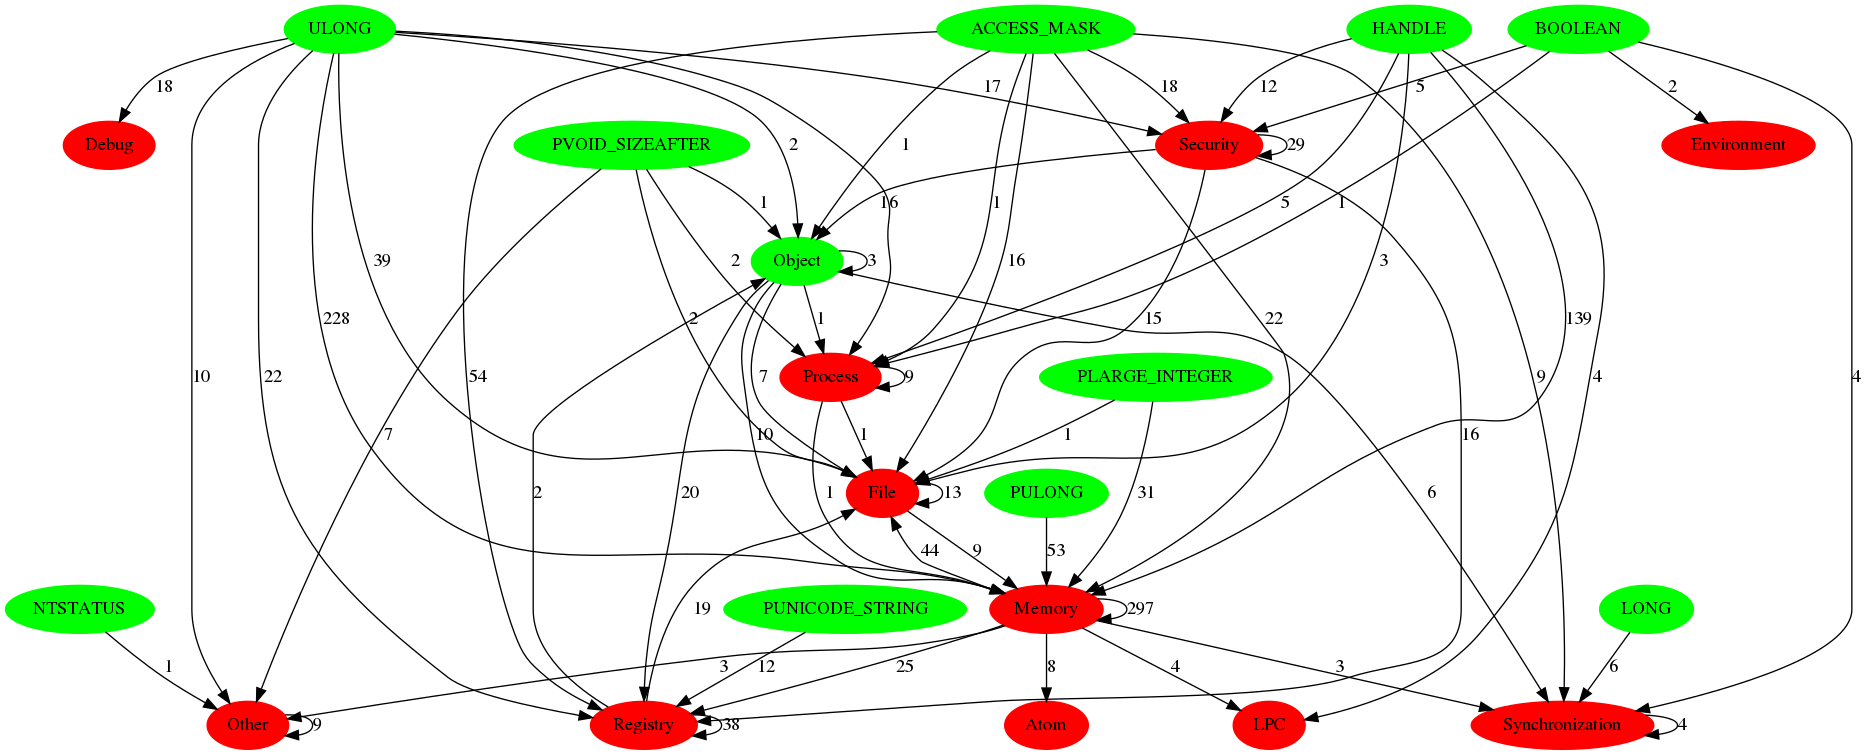 ULONG
ACCESS_MASK
HANDLE
BOOLEAN
18
17
18
12
5
2
Debug
PVOID_SIZEAFTER
Security
29
Environment
2
1
1
16
1
5
1
Object
3
39
2
16
3
228
2
1
15
22
139
10
22
54
Process
9
7
PLARGE_INTEGER
9
4
4
7
10
1
1
16
2
20
1
File
13
PULONG
31
6
44
9
53
19
NTSTATUS
PUNICODE_STRING
Memory
297
LONG
1
3
12
25
8
4
3
6
Other
9
Registry
38
Atom
LPC
Synchronization
4